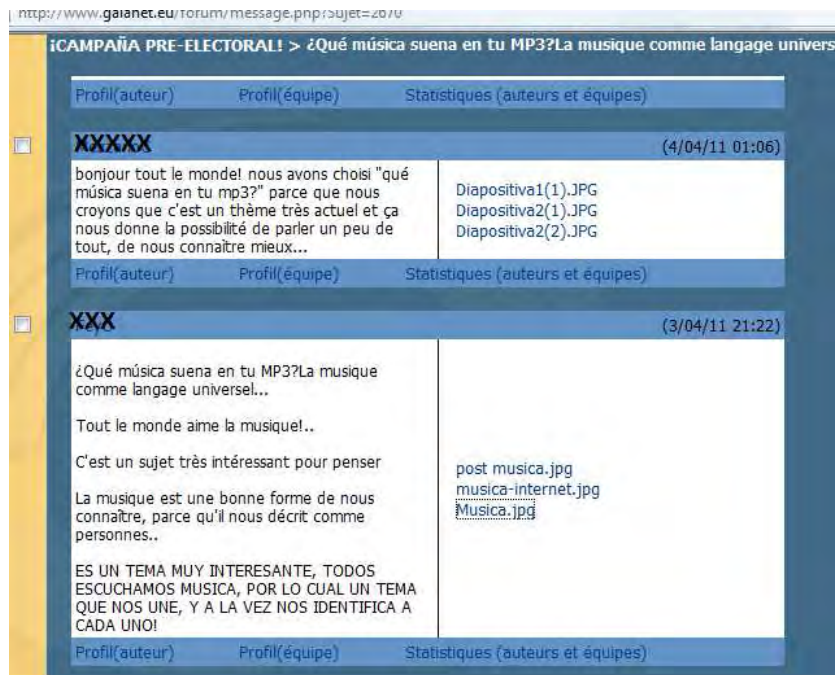 http://www.galanet.eu/forum/message.php?Sujet=2670
¡CAMPAÑA PRE-ELECTORAL! > ¿Qué música suena en tu MP3?La musique comme langage univers
Profil(auteur) Profil(équipe) Statistiques (auteurs et équipes)
XXXXX (4/04/11 01:06)
bonjour tout le monde! nous avons choisi "qué
música suena en tu mp3?" parce que nous
croyons que c'est un thème très actuel et ça
nous donne la possibilité de parler un peu de
tout, de nous connaître mieux...
Diapositiva1(1).JPG
Diapositiva2(1).JPG
Diapositiva2(2).JPG
Profil(auteur) Profil(équipe) Statistiques (auteurs et équipes)
XXX (3/04/11 21:22)
¿Qué música suena en tu MP3?La musique
comme langage universel...
Tout le monde aime la musique!..
C'est un sujet très intéressant pour penser
La musique est une bonne forme de nous
connaître, parce qu'il nous décrit comme
personnes..
ES UN TEMA MUY INTERESANTE, TODOS
ESCUCHAMOS MUSICA, POR LO CUAL UN TEMA
QUE NOS UNE, Y A LA VEZ NOS IDENTIFICA A
CADA UNO!
post musica.jpg
musica-internet.jpg
Musica.jpg
Profil(auteur) Profil(équipe) Statistiques (auteurs et équipes)